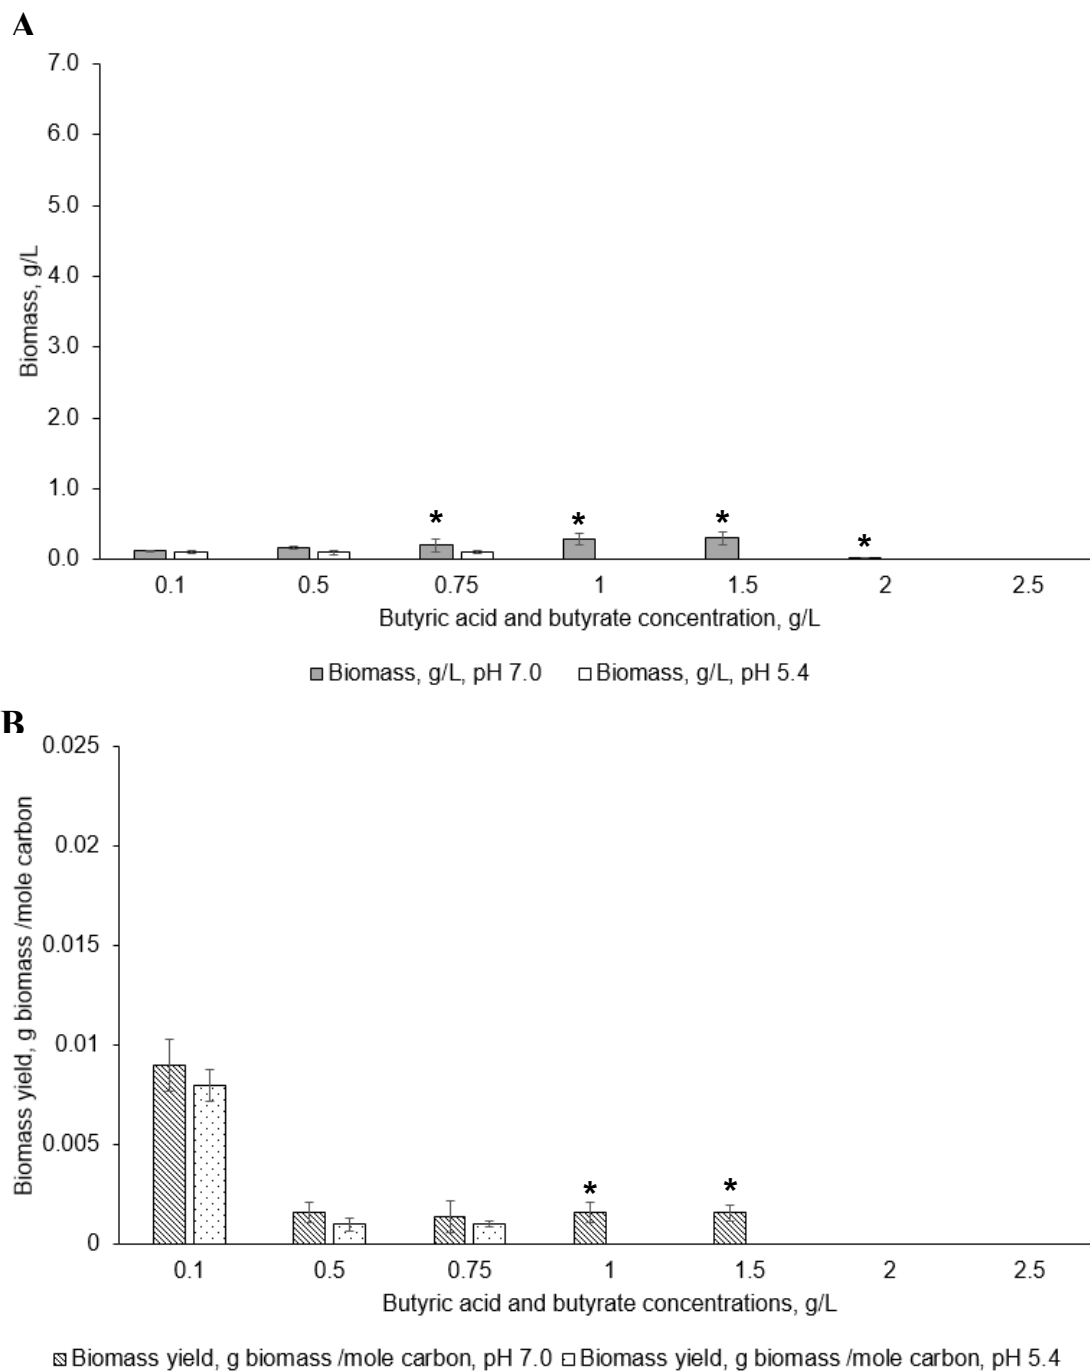 A
7.0
6.0
5.0
4.0
3.0
2.0
1.0
0.0
Biomass, g/L
* * * *
0.1 0.5 0.75 1 1.5 2 2.5
Butyric acid and butyrate concentration, g/L
Biomass, g/L, pH 7.0 Biomass, g/L, pH 5.4
B
0.025
0.02
0.015
0.01
0.005
0
Biomass yield, g biomass /mole carbon
* *
0.1 0.5 0.75 1 1.5 2 2.5
Butyric acid and butyrate concentrations, g/L
Biomass yield, g biomass /mole carbon, pH 7.0 Biomass yield, g biomass /mole carbon, pH 5.4